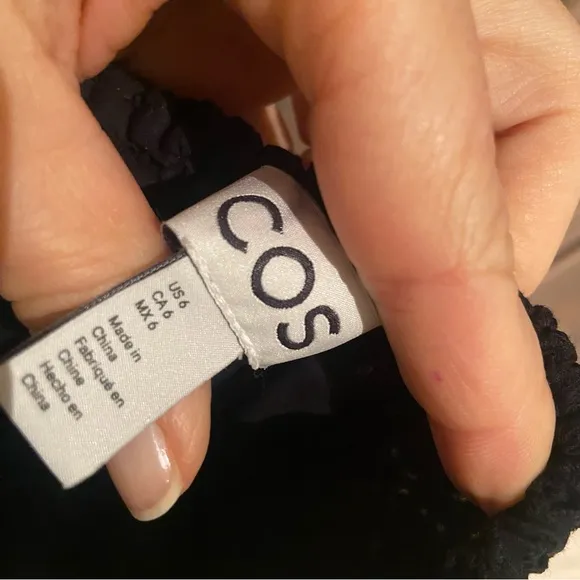 COS
US 6
CA 6
MX 6
Made in
China
Fabriqué en
Chine
Hecho en
China